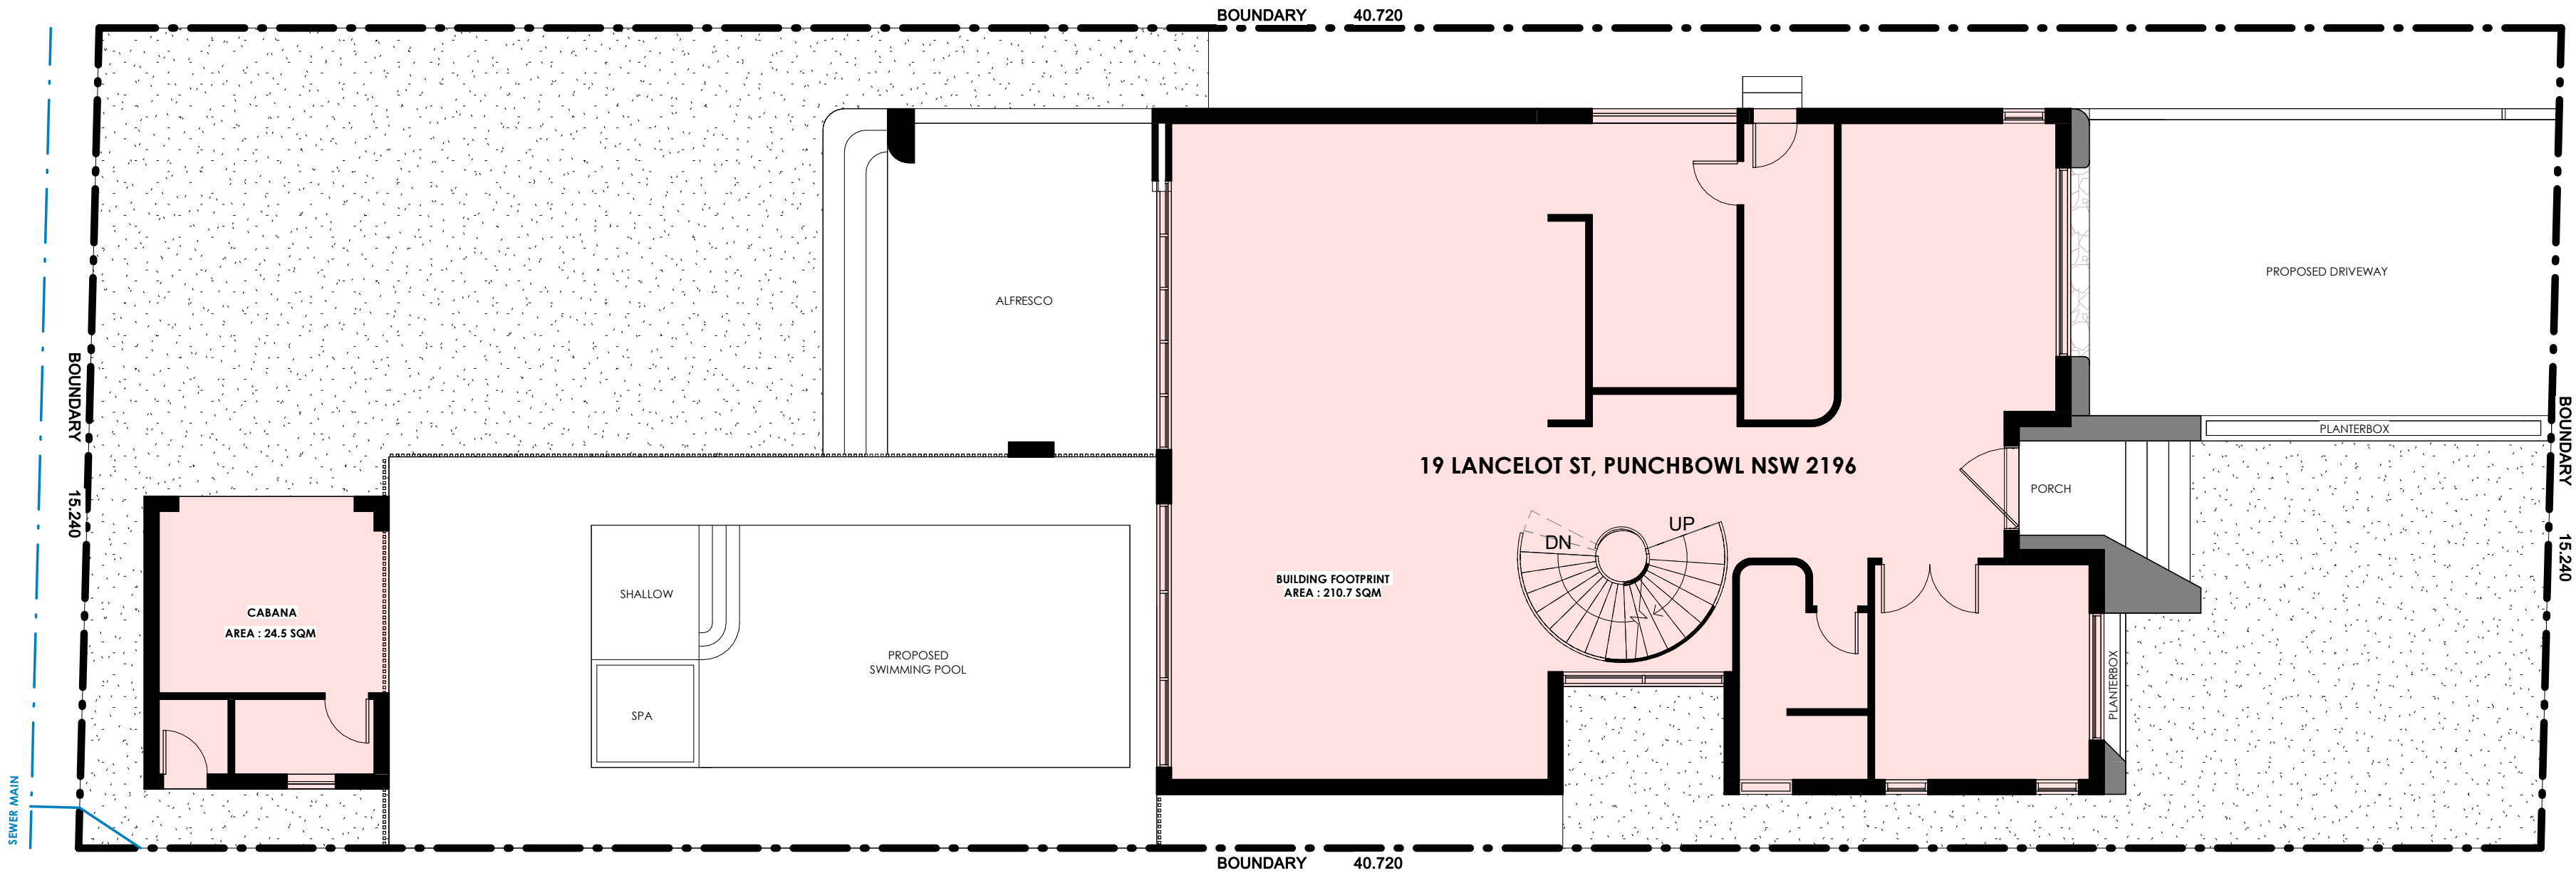 BOUNDARY 40.720
ALFRESCO
PROPOSED DRIVEWAY
BOUNDARY 15.240
BOUNDARY 15.240
PLANTERBOX
19 LANCELOT ST, PUNCHBOWL NSW 2196
PORCH
UP
DN
BUILDING FOOTPRINT
AREA : 210.7 SQM
SHALLOW
CABANA
AREA : 24.5 SQM
PROPOSED
SWIMMING POOL
PLANTERBOX
SPA
SEWER MAIN
BOUNDARY 40.720